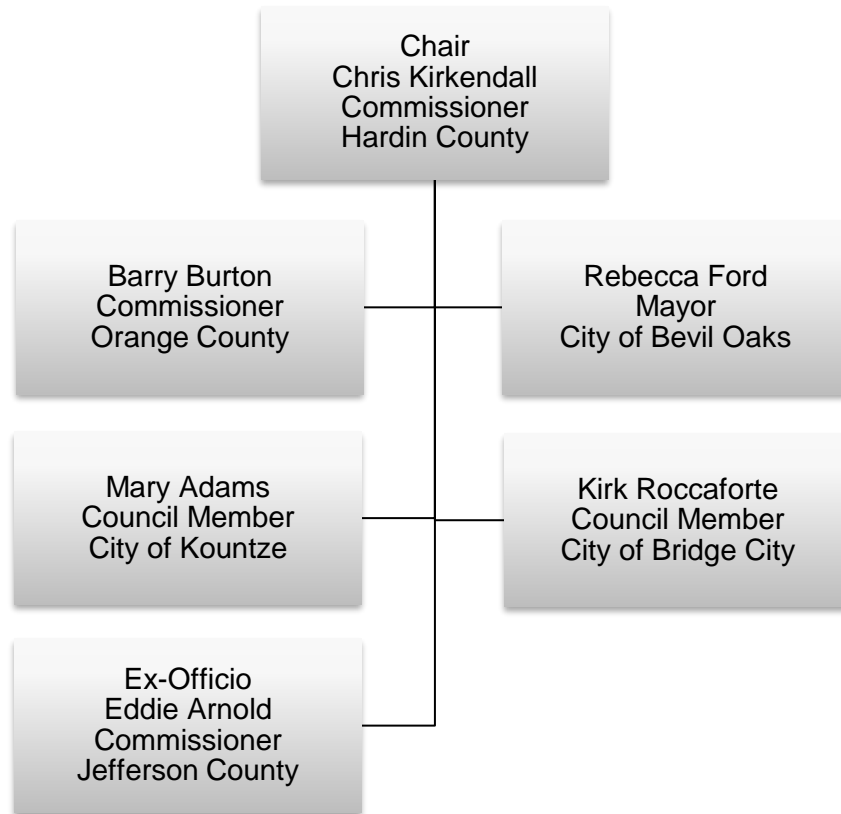 Chair
Chris Kirkendall
Commissioner
Hardin County
Barry Burton
Commissioner
Orange County
Rebecca Ford
Mayor
City of Bevil Oaks
Mary Adams
Council Member
City of Kountze
Kirk Roccaforte
Council Member
City of Bridge City
Ex-Officio
Eddie Arnold
Commissioner
Jefferson County